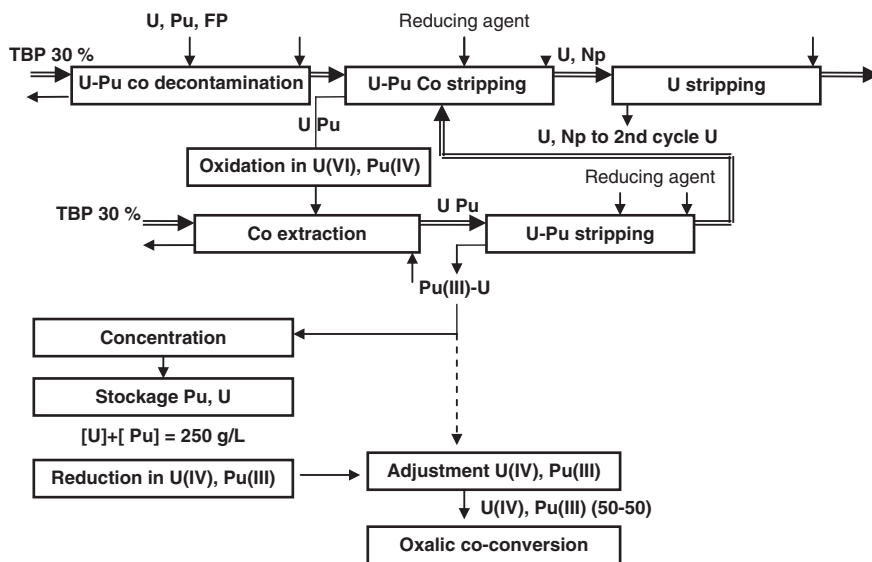 U, Pu, FP
Reducing agent
TBP 30 %
U, Np
U-Pu co decontamination
U-Pu Co stripping
U stripping
U Pu
U, Np to 2nd cycle U
Oxidation in U(VI), Pu(IV)
Reducing agent
TBP 30 %
U Pu
Co extraction
U-Pu stripping
Pu(III)-U
Concentration
Stockage Pu, U
[U]+[ Pu] = 250 g/L
Reduction in U(IV), Pu(III)
Adjustment U(IV), Pu(III)
U(IV), Pu(III) (50-50)
Oxalic co-conversion